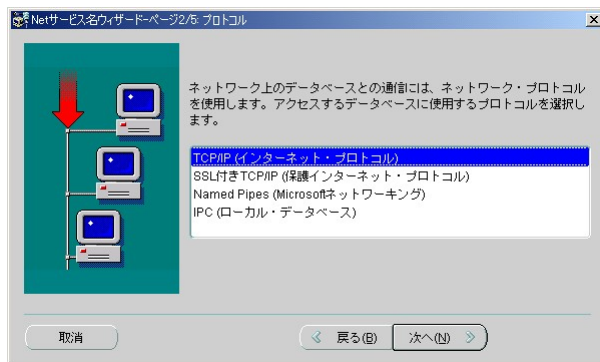 Netサービス名ウィザード-ページ2/5: プロトコル
ネットワーク上のデータベースとの通信には、ネットワーク・プロトコル
を使用します。アクセスするデータベースに使用するプロトコルを選択し
ます。
TCP/IP (インターネット・プロトコル)
SSL付きTCP/IP (保護インターネット・プロトコル)
Named Pipes (Microsoftネットワーキング)
IPC (ローカル・データベース)
取消
戻る(B)
次へ(N)